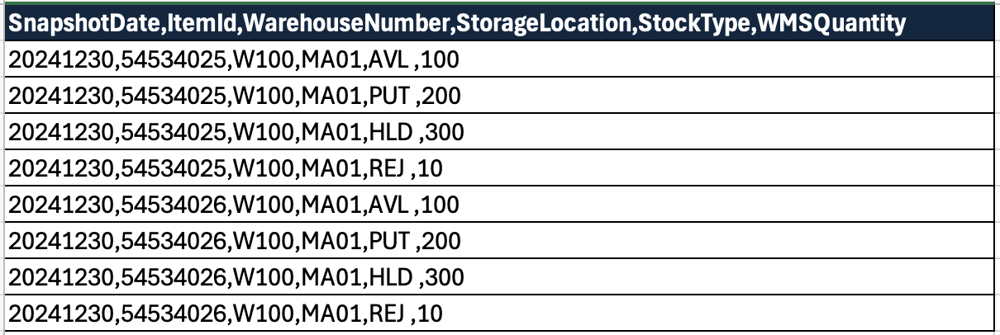 SnapshotDate,ItemId,WarehouseNumber,StorageLocation,StockType,WMSQuantity
20241230,54534025,W100,MA01,AVL ,100
20241230,54534025,W100,MA01,PUT ,200
20241230,54534025,W100,MA01,HLD ,300
20241230,54534025,W100,MA01,REJ ,10
20241230,54534026,W100,MA01,AVL ,100
20241230,54534026,W100,MA01,PUT ,200
20241230,54534026,W100,MA01,HLD ,300
20241230,54534026,W100,MA01,REJ ,10